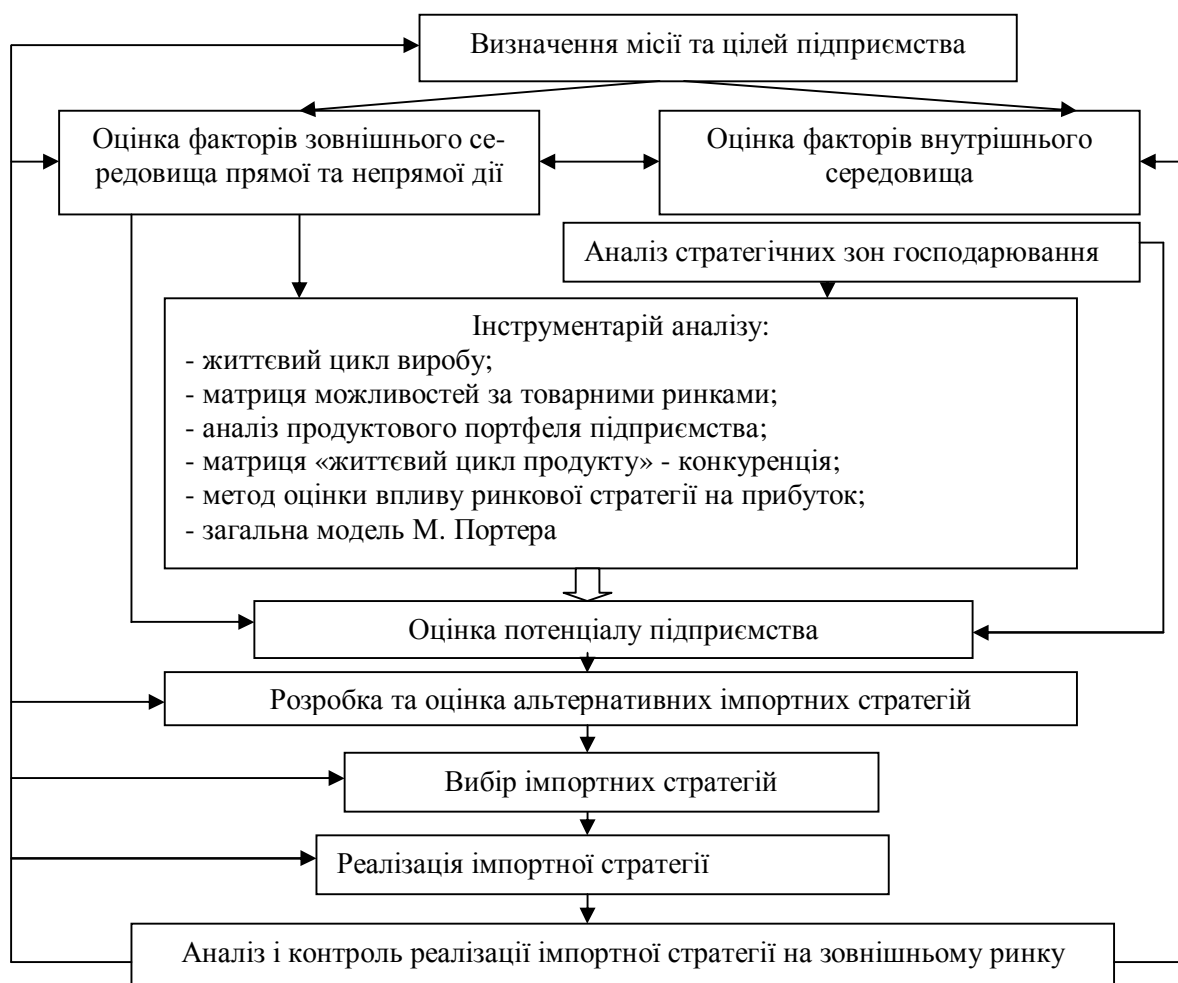 Визначення місії та цілей підприємства
Оцінка факторів зовнішнього се-
редовища прямої та непрямої дії
Оцінка факторів внутрішнього
середовища
Аналіз стратегічних зон господарювання
Інструментарій аналізу:
- життєвий цикл виробу;
- матриця можливостей за товарними ринками;
- аналіз продуктового портфеля підприємства;
- матриця «життєвий цикл продукту» - конкуренція;
- метод оцінки впливу ринкової стратегії на прибуток;
- загальна модель М. Портера
Оцінка потенціалу підприємства
Розробка та оцінка альтернативних імпортних стратегій
Вибір імпортних стратегій
Реалізація імпортної стратегії
Аналіз і контроль реалізації імпортної стратегії на зовнішньому ринку